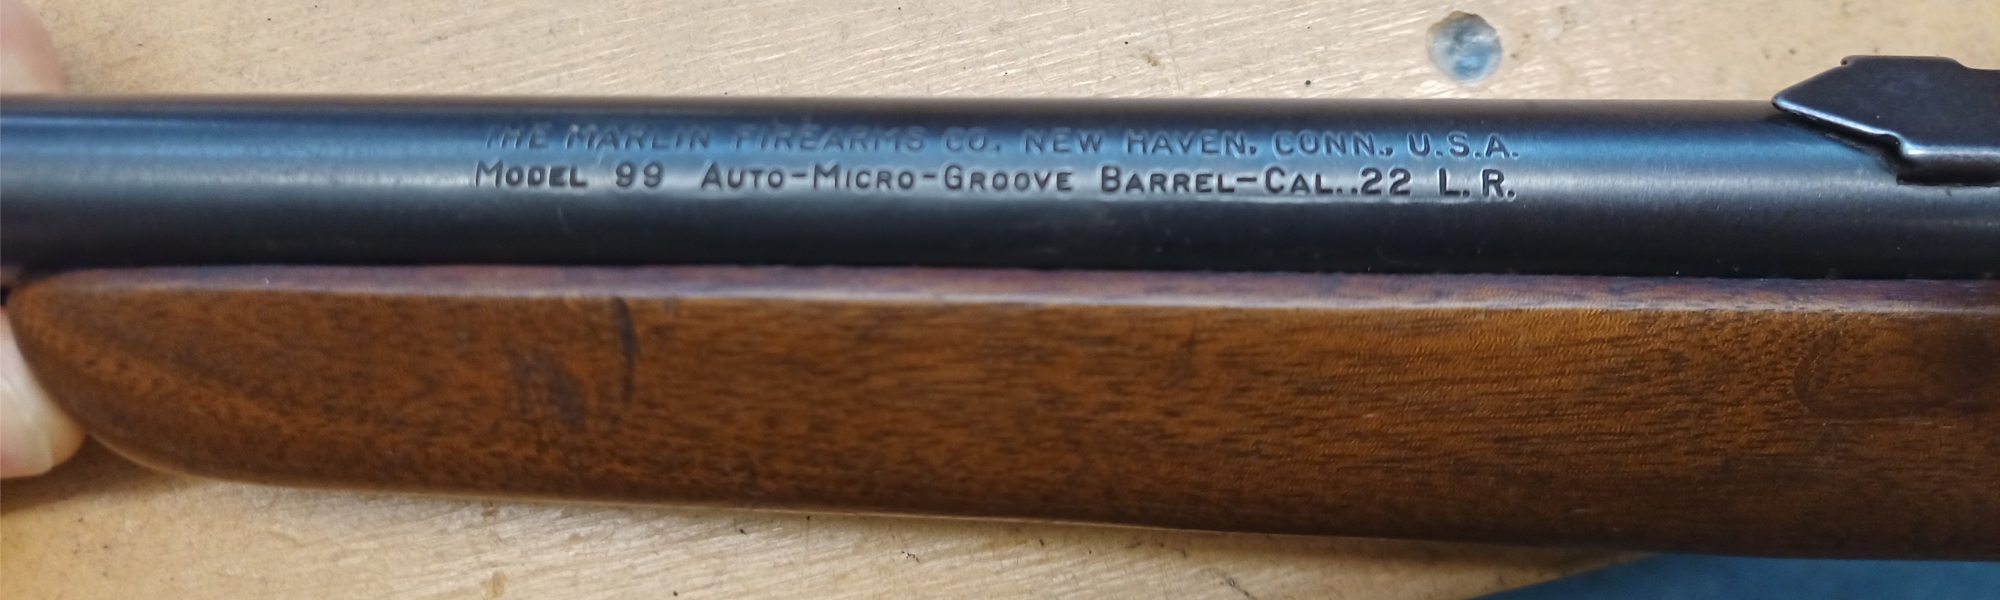 THE MARLIN FIREARMS CO. NEW HAVEN, CONN., U.S.A.
MODEL 99 AUTO-MICRO-GROOVE BARREL-CAL..22 L.R.